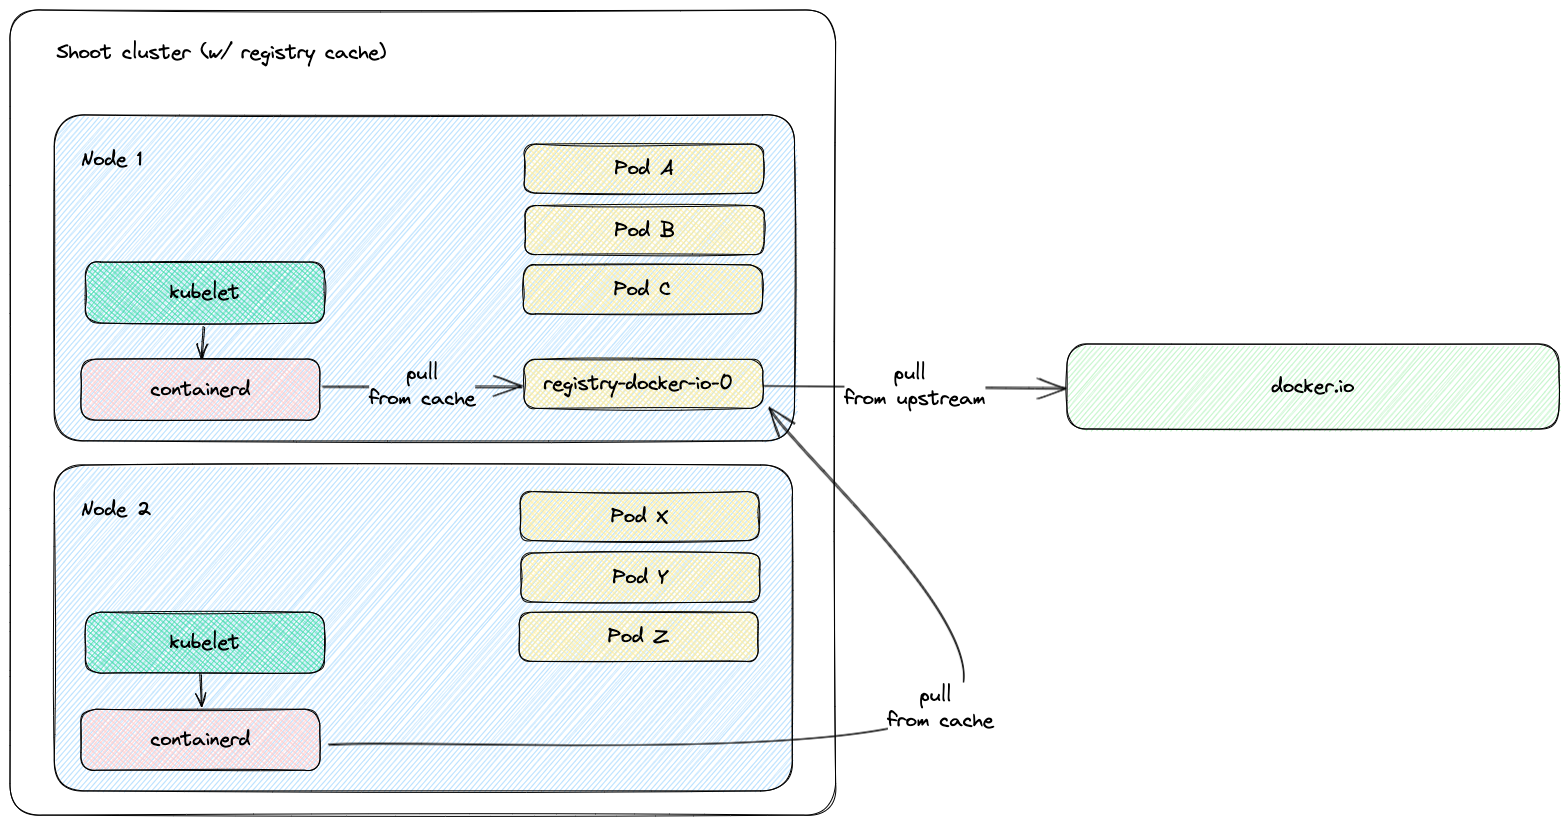 Shoot cluster (w/ registry cache)
Node 1
Pod A
Pod B
Pod C
kubelet
containerd
pull
from cache
registry-docker-io-0
pull
from upstream
docker.io
Node 2
Pod X
Pod Y
Pod Z
kubelet
containerd
pull
from cache